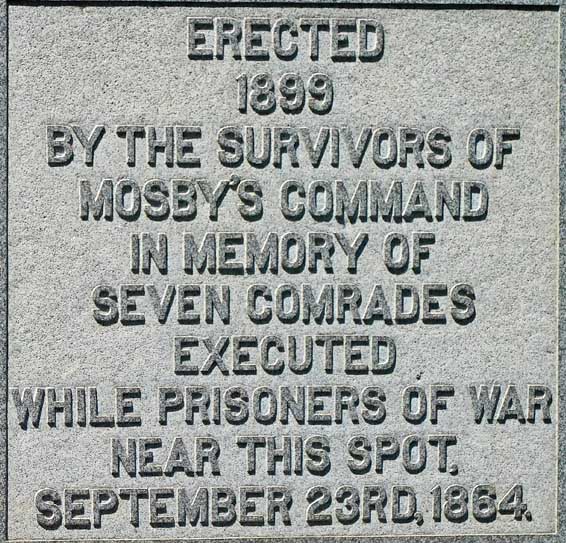 ERECTED
1899
BY THE SURVIVORS OF
MOSBY'S COMMAND
IN MEMORY OF
SEVEN COMRADES
EXECUTED
WHILE PRISONERS OF WAR
NEAR THIS SPOT.
SEPTEMBER 23RD, 1864.